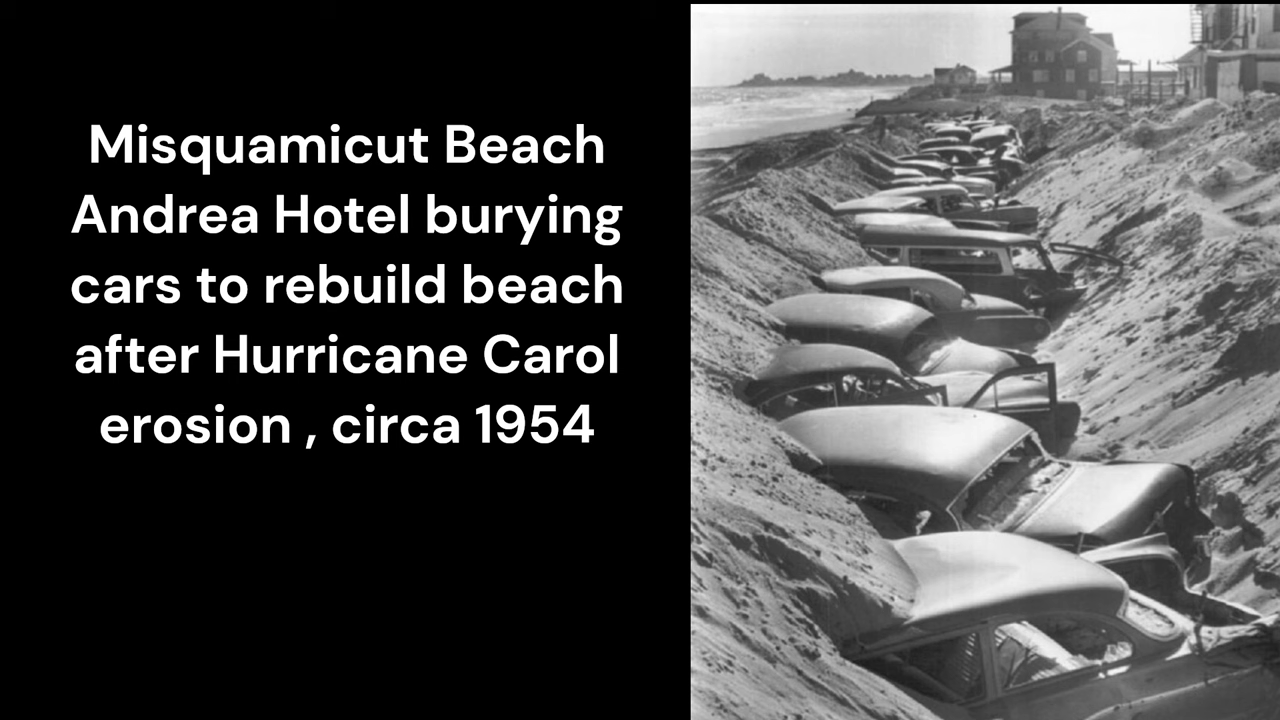 Misquamicut Beach
Andrea Hotel burying
cars to rebuild beach
after Hurricane Carol
erosion , circa 1954